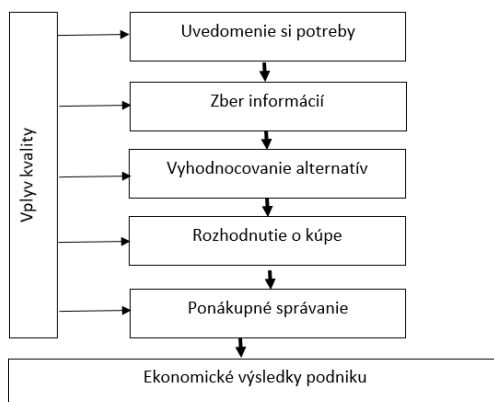 Vplyv kvality
Uvedomenie si potreby
Zber informácií
Vyhodnocovanie alternatív
Rozhodnutie o kúpe
Ponákupné správanie
Ekonomické výsledky podniku